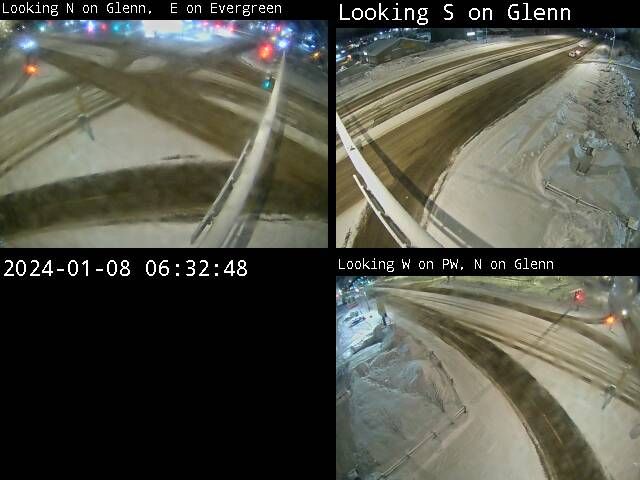 Looking N on Glenn, E on Evergreen
Looking S on Glenn
2024-01-08 06:32:48
Looking W on PW, N on Glenn